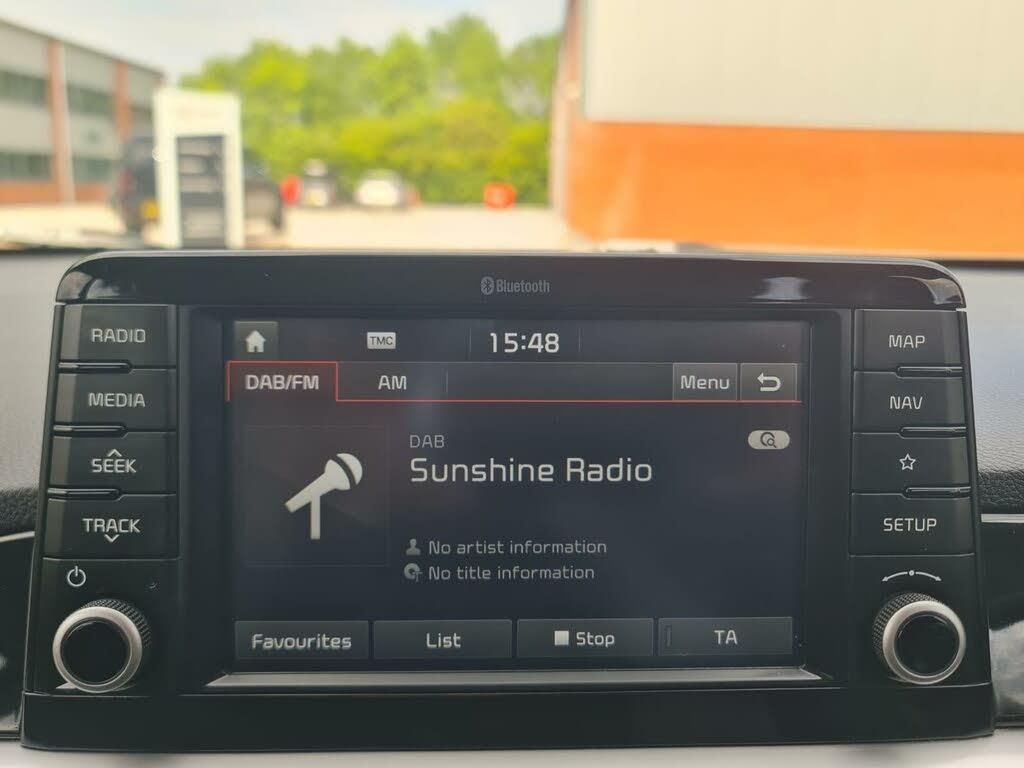 Bluetooth
RADIO
MEDIA
SEEK
TRACK
TMC
15:48
DAB/FM
AM
Menu
DAB
Sunshine Radio
No artist information
No title information
Favourites
List
Stop
TA
MAP
NAV
SETUP